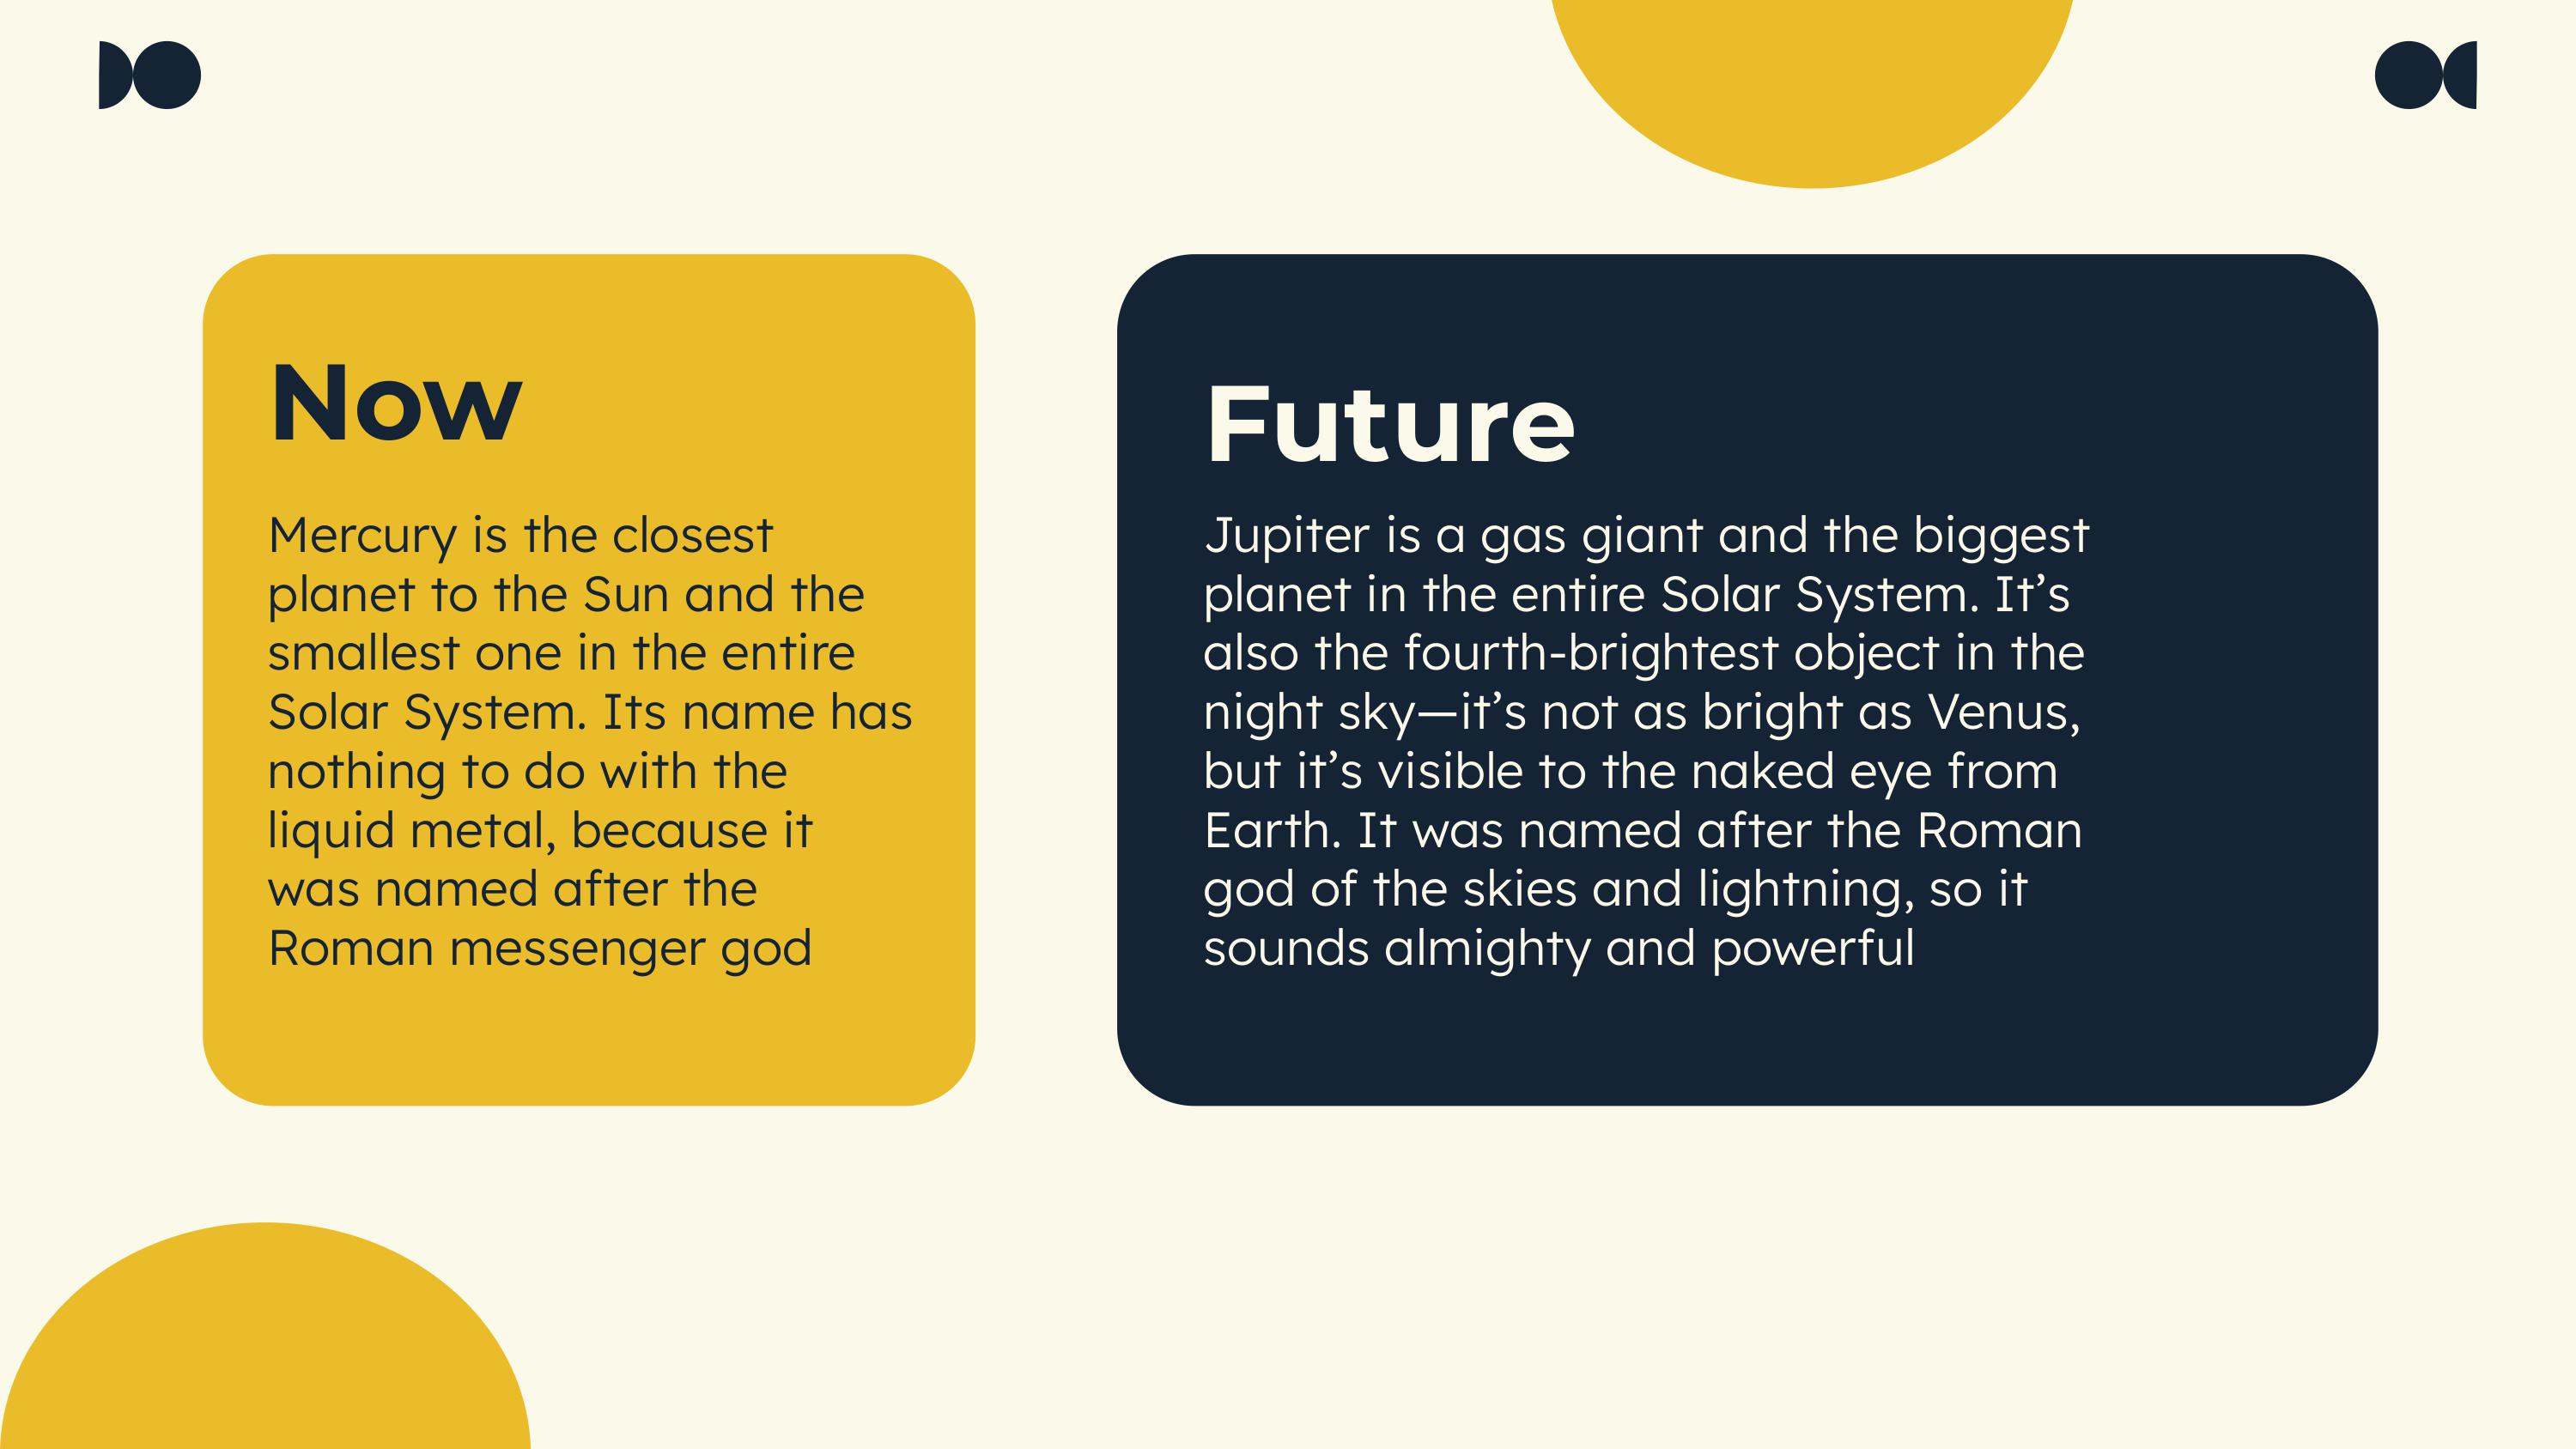 Now
Mercury is the closest
planet to the Sun and the
smallest one in the entire
Solar System. Its name has
nothing to do with the
liquid metal, because it
was named after the
Roman messenger god
Future
Jupiter is a gas giant and the biggest
planet in the entire Solar System. It’s
also the fourth-brightest object in the
night sky—it’s not as bright as Venus,
but it’s visible to the naked eye from
Earth. It was named after the Roman
god of the skies and lightning, so it
sounds almighty and powerful